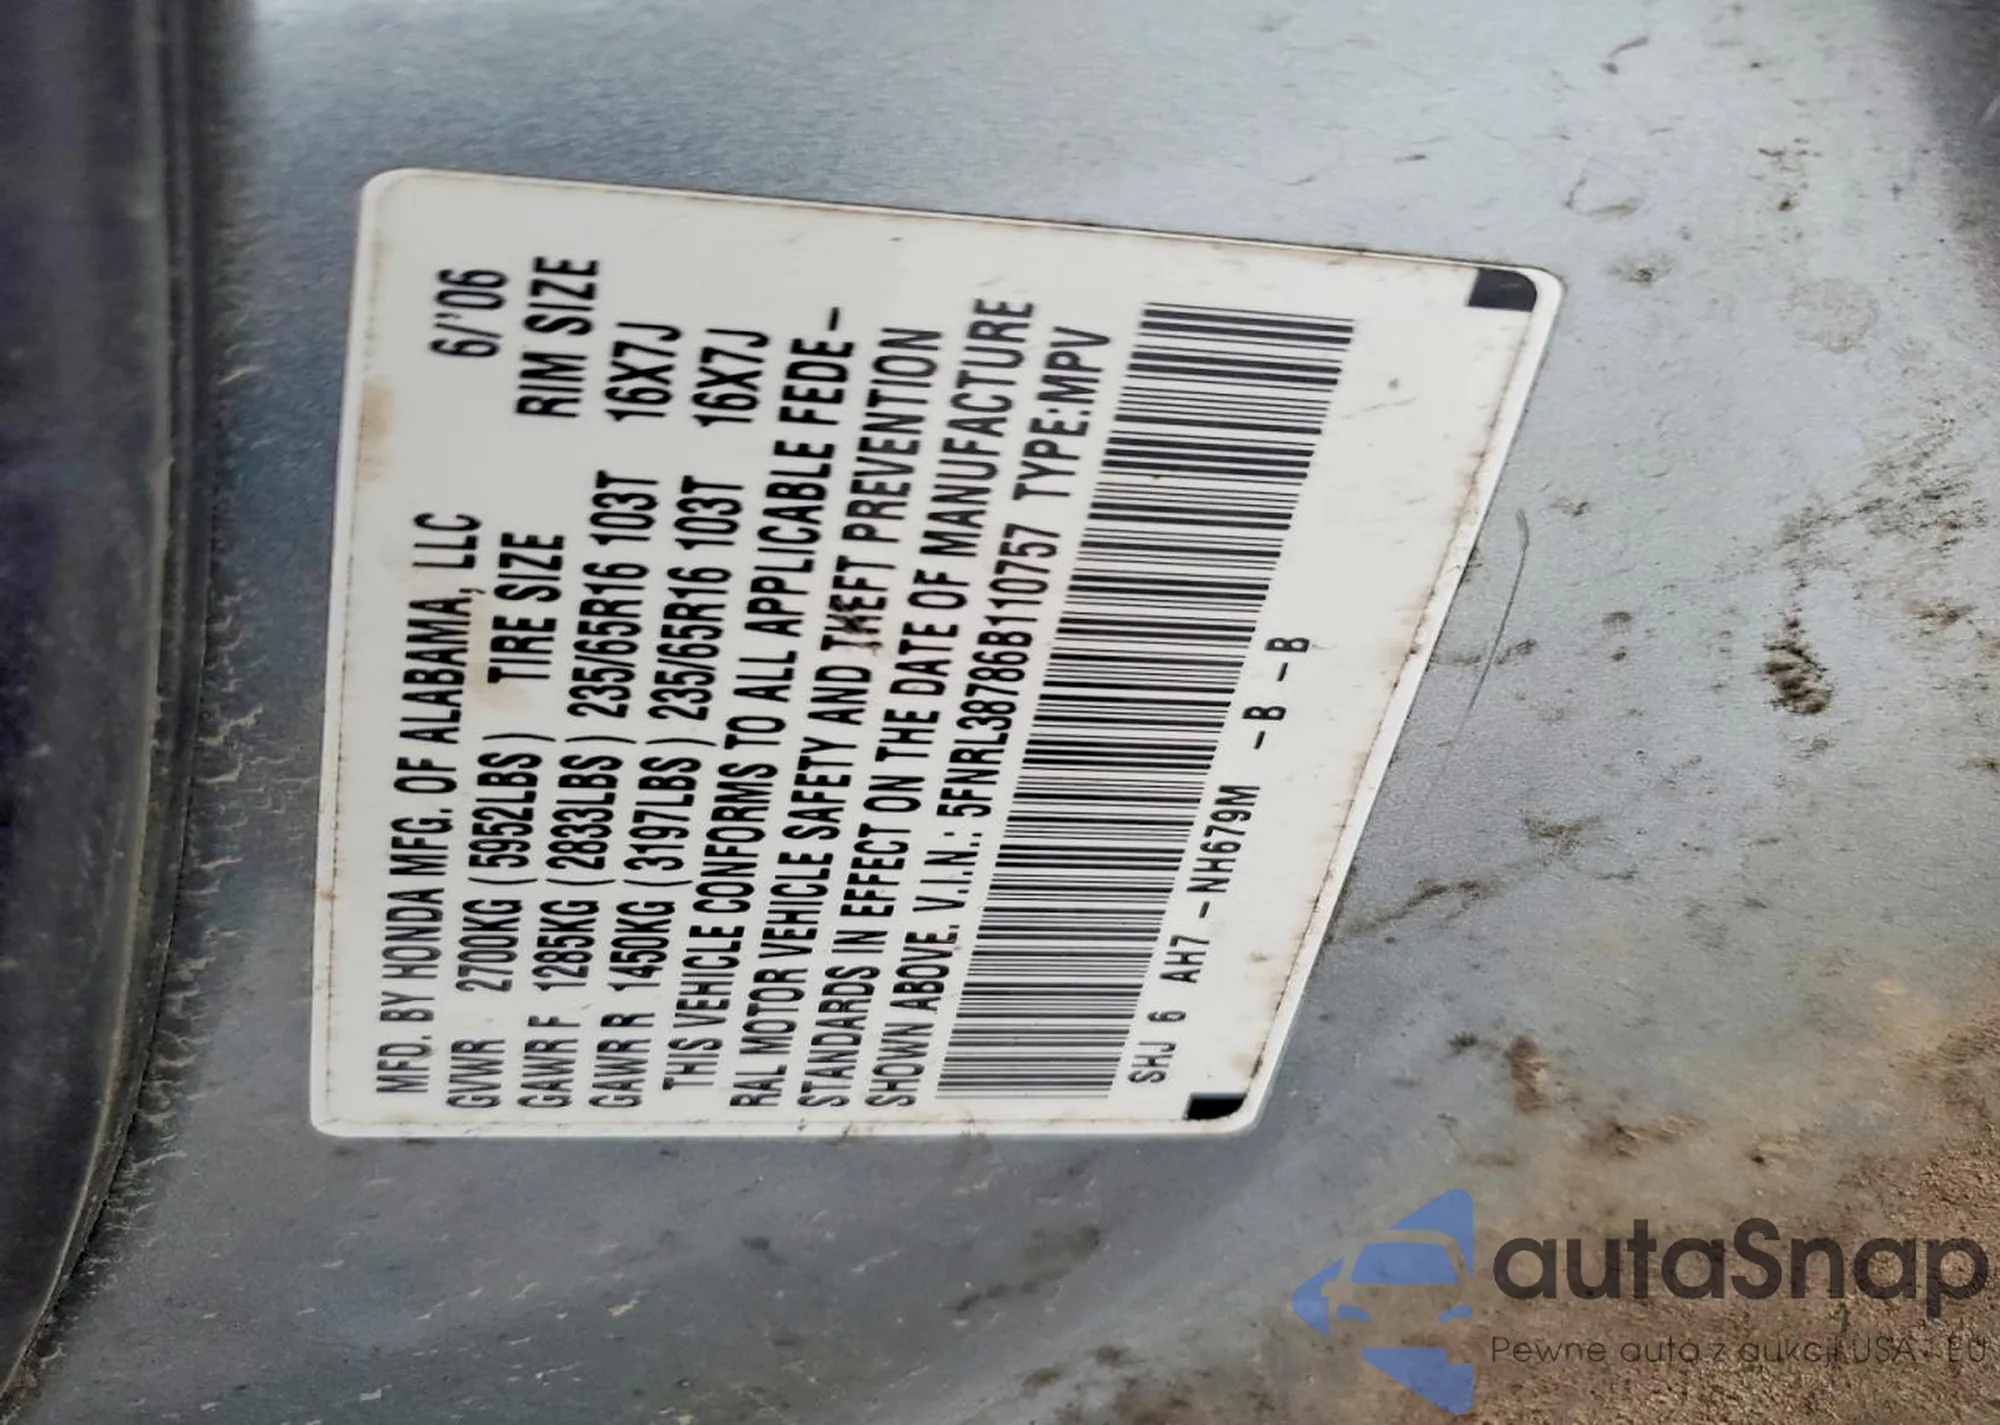 MFD. BY HONDA MFG. OF ALABAMA, LLC 6/'06
GVWR 2700KG (5952LBS) TIRE SIZE RIM SIZE
GAWR F 1285KG (2833LBS) 235/65R16 103T 16X7J
GAWR R 1450KG (3197LBS) 235/65R16 103T 16X7J
THIS VEHICLE CONFORMS TO ALL APPLICABLE FEDE-
RAL MOTOR VEHICLE SAFETY AND THEFT PREVENTION
STANDARDS IN EFFECT ON THE DATE OF MANUFACTURE
SHOWN ABOVE. V.I.N.: 5FNRL38786B110757 TYPE:MPV
SHJ 6 AH7 -NH679M -B -B
autaSnap
Pewne auta z aukcji USA i EU